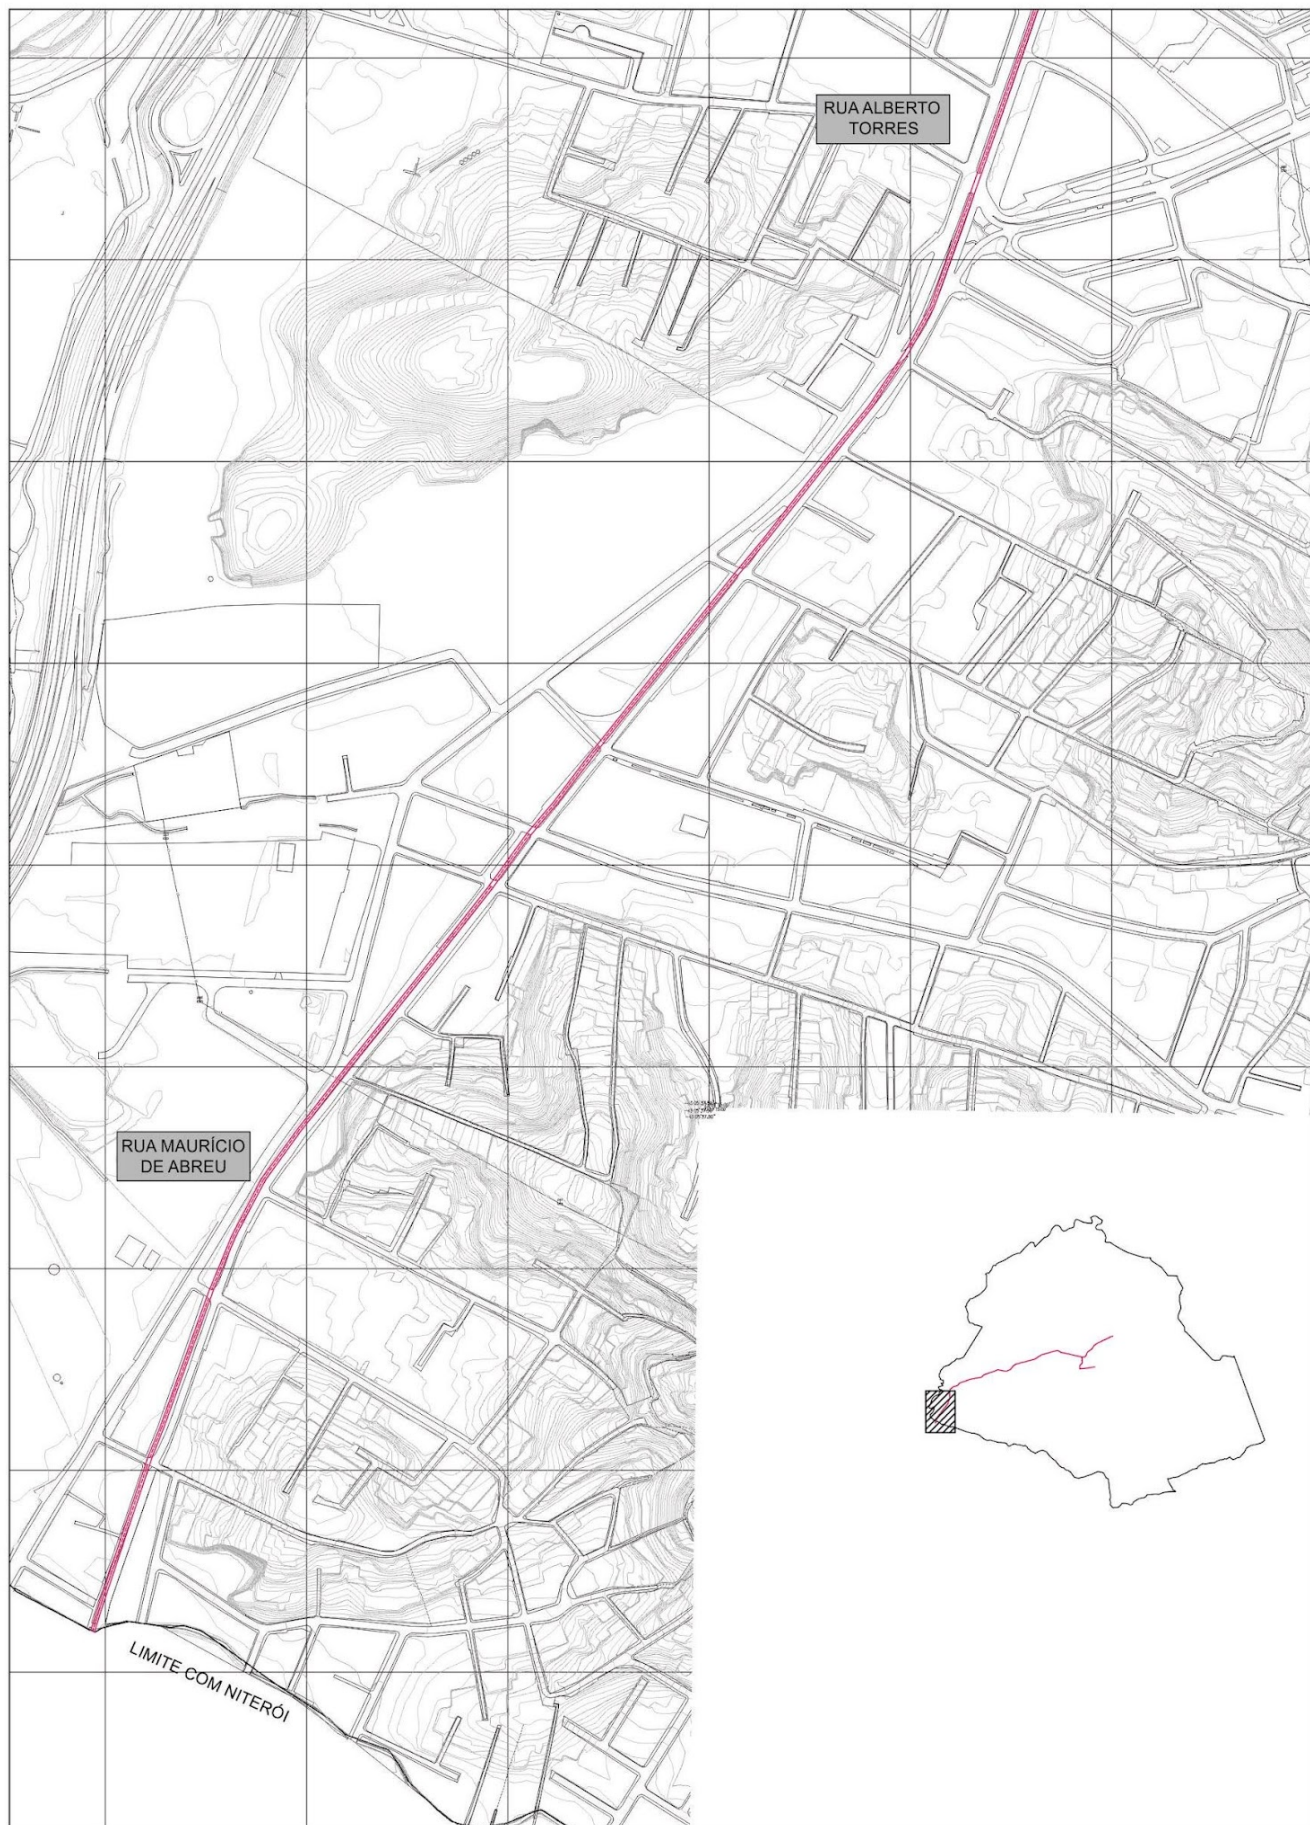 RUA ALBERTO
TORRES
RUA MAURÍCIO
DE ABREU
LIMITE COM NITERÓI